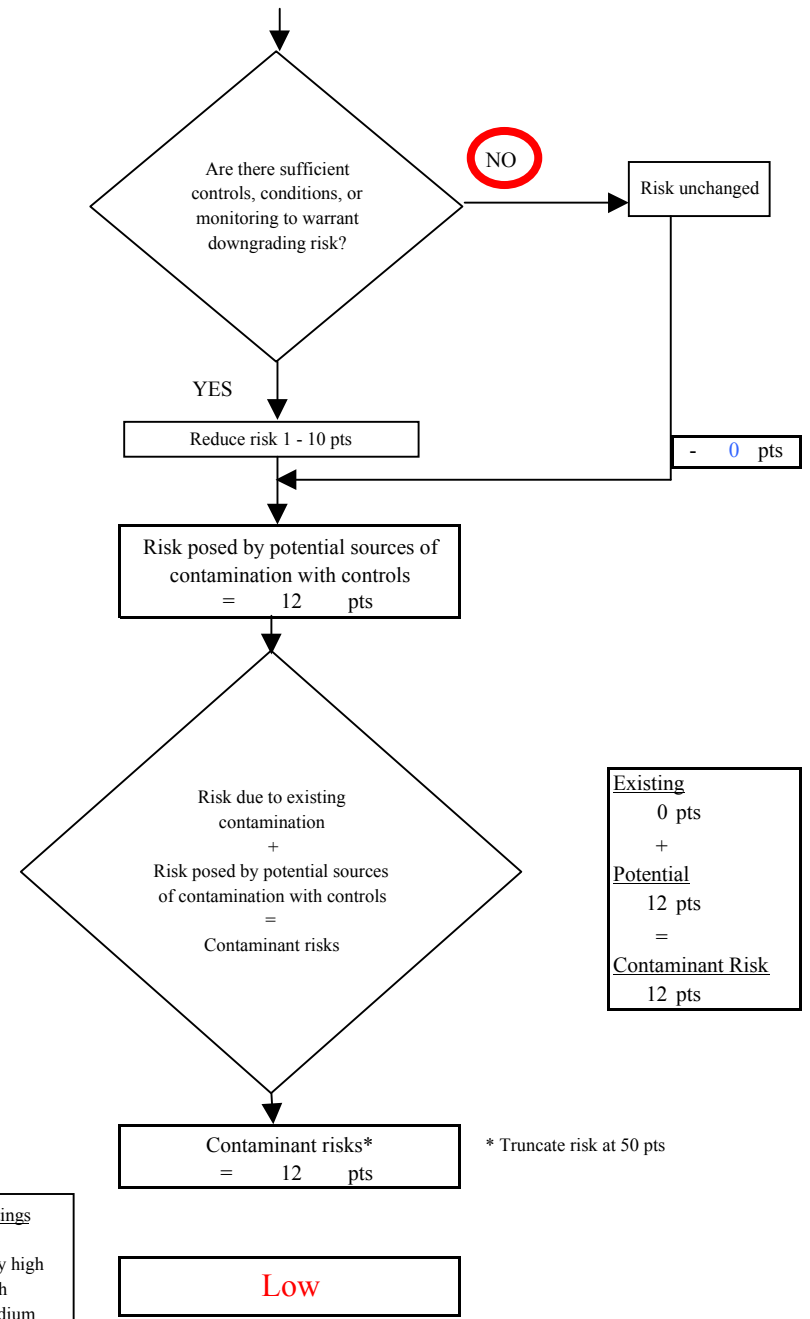 Are there sufficient
controls, conditions, or
monitoring to warrant
downgrading risk?
NO
Risk unchanged
YES
Reduce risk 1 - 10 pts
- 0 pts
Risk posed by potential sources of
contamination with controls
= 12 pts
Risk due to existing
contamination
+
Risk posed by potential sources
of contamination with controls
=
Contaminant risks
Existing
0 pts
+
Potential
12 pts
=
Contaminant Risk
12 pts
Contaminant risks*
= 12 pts
* Truncate risk at 50 pts
Low
high